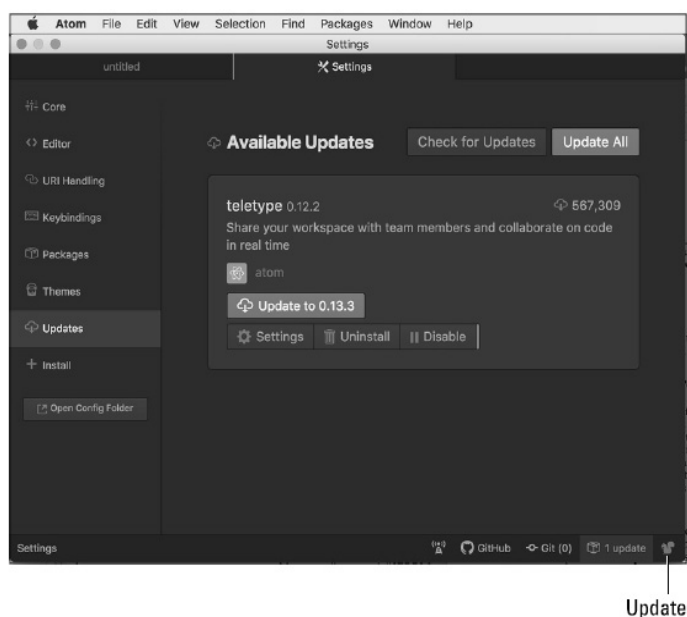 Atom File Edit View Selection Find Packages Window Help
Settings
untitled
Settings
Core
Editor
URI Handling
Keybindings
Packages
Themes
Updates
Install
Open Config Folder
Available Updates
Check for Updates
Update All
teletype 0.12.2
567,309
Share your workspace with team members and collaborate on code
in real time
atom
Update to 0.13.3
Settings Uninstall Disable
Settings
GitHub Git (0) 1 update
Update